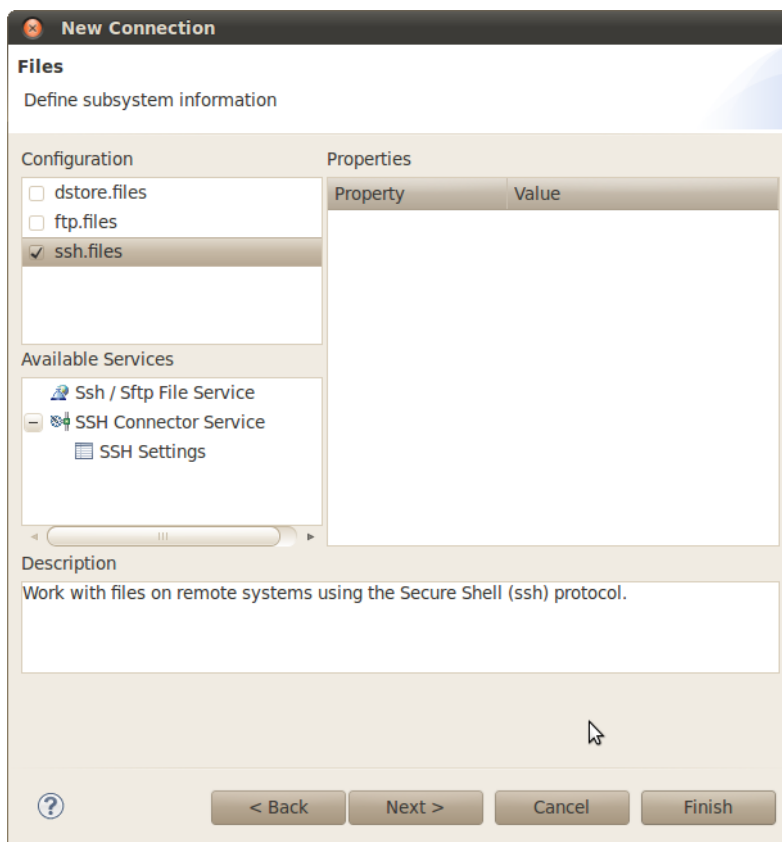 New Connection
Files
Define subsystem information
Configuration
dstore.files
ftp.files
ssh.files
Properties
Property Value
Available Services
Ssh / Sftp File Service
SSH Connector Service
SSH Settings
Description
Work with files on remote systems using the Secure Shell (ssh) protocol.
? < Back Next > Cancel Finish